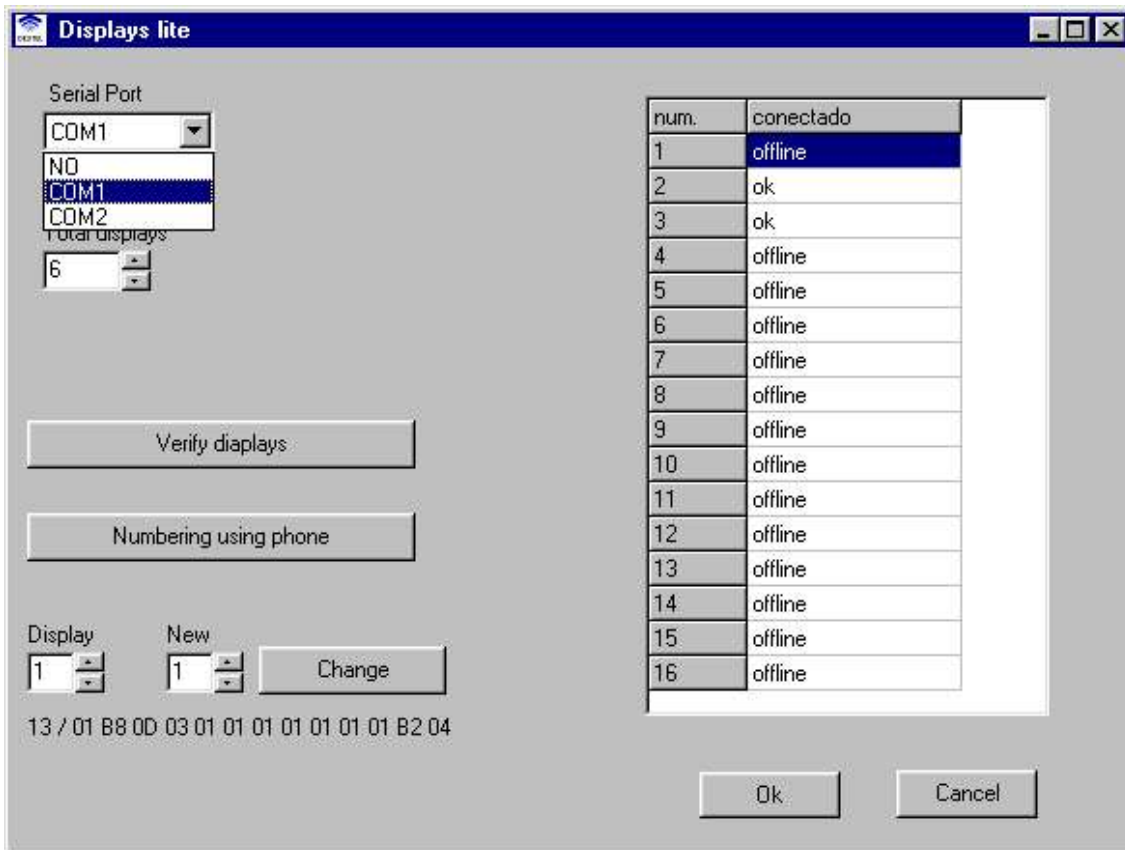 Displays lite
Serial Port
COM1
NO
COM1
COM2
Total displays
6
Verify diaplays
Numbering using phone
Display New
1 1 Change
13 / 01 B8 0D 03 01 01 01 01 01 01 01 B2 04
num. conectado
1 offline
2 ok
3 ok
4 offline
5 offline
6 offline
7 offline
8 offline
9 offline
10 offline
11 offline
12 offline
13 offline
14 offline
15 offline
16 offline
Ok Cancel